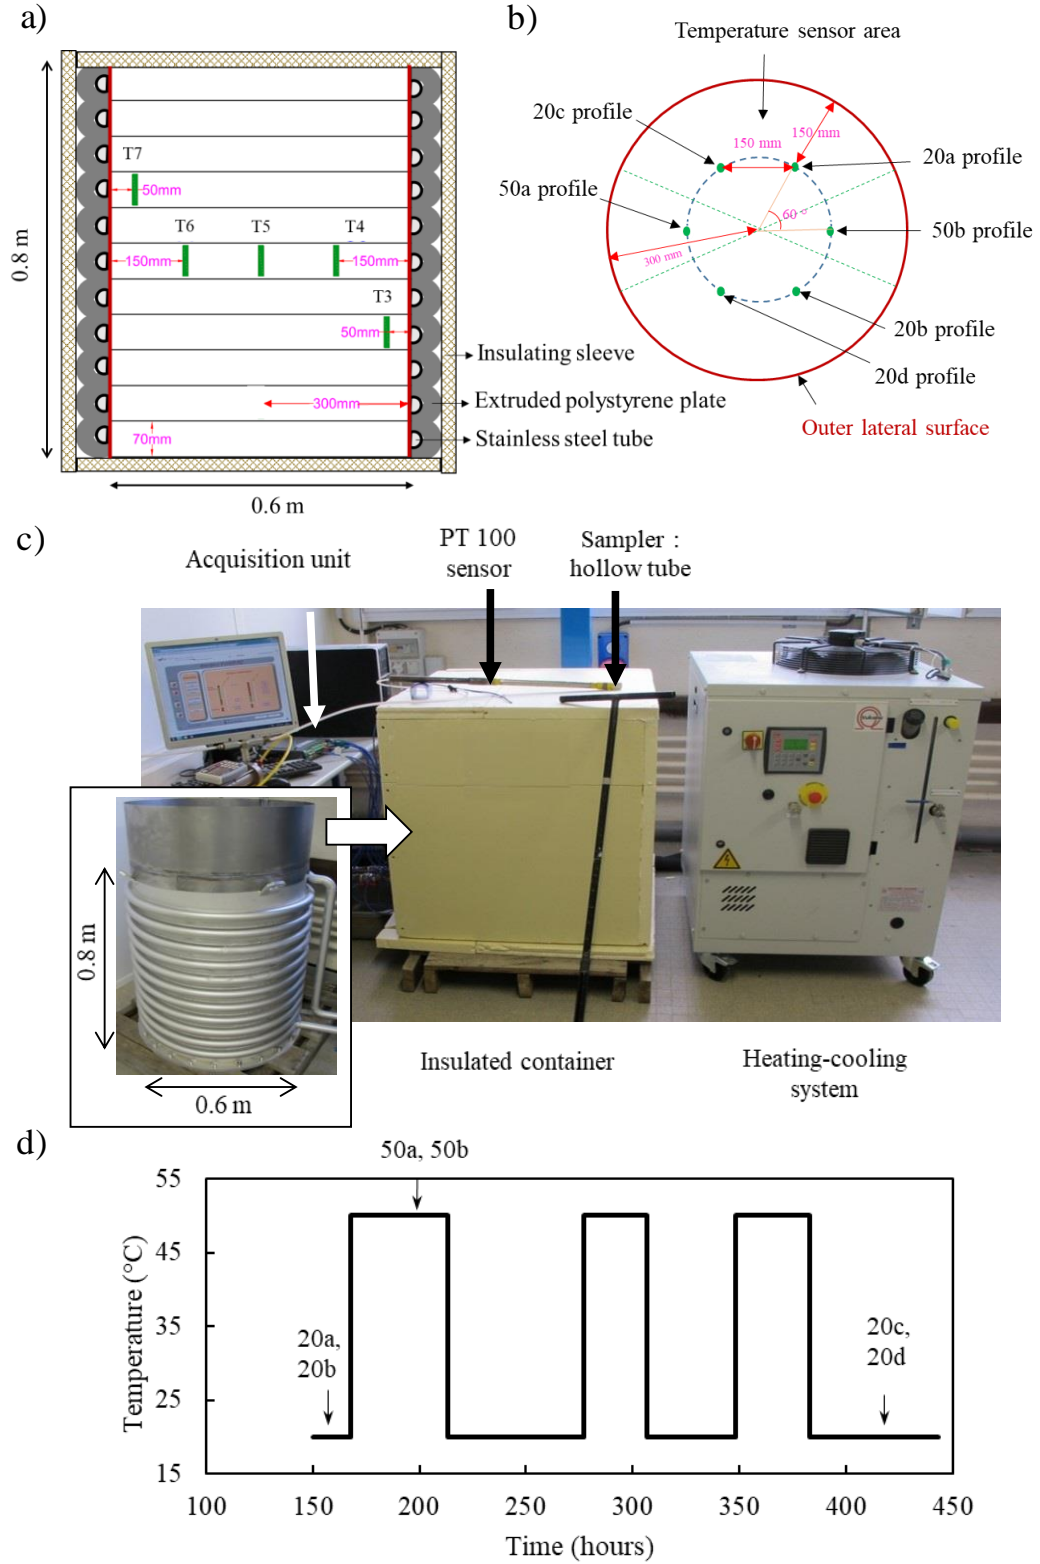 a)
T7
50mm
T6
T5
T4
150mm
150mm
T3
50mm
300mm
70mm
0.8 m
0.6 m
Insulating sleeve
Extruded polystyrene plate
Stainless steel tube
b)
Temperature sensor area
20c profile
150 mm
150 mm
20a profile
50a profile
60 °
50b profile
300 mm
20b profile
20d profile
Outer lateral surface
c)
Acquisition unit
PT 100
sensor
Sampler :
hollow tube
0.8 m
0.6 m
Insulated container
Heating-cooling
system
d)
50a, 50b
55
45
35
25
15
Temperature (°C)
20a,
20b
20c,
20d
100 150 200 250 300 350 400 450
Time (hours)